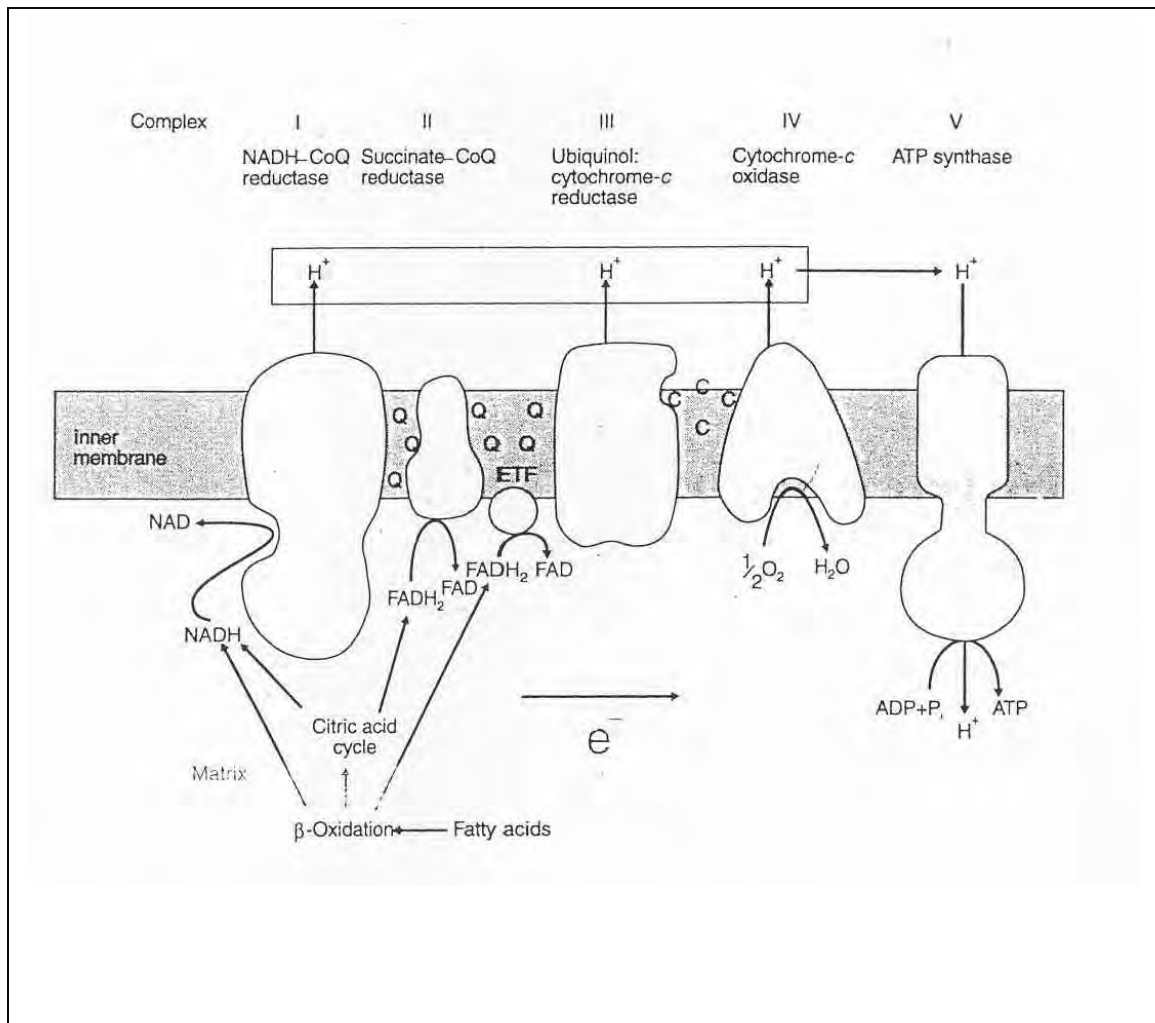 Complex I II III IV V
NADH–CoQ
reductase
Succinate–CoQ
reductase
Ubiquinol:
cytochrome-c
reductase
Cytochrome-c
oxidase
ATP synthase
H⁺ H⁺ H⁺ H⁺
inner
membrane
Q Q Q
Q Q Q
Q
C C C
C
ETF
NAD
NADH
FADH₂ FAD
FADH₂ FAD
½O₂ H₂O
Citric acid
cycle
e⁻
ADP+Pᵢ H⁺ ATP
Matrix
β-Oxidation Fatty acids